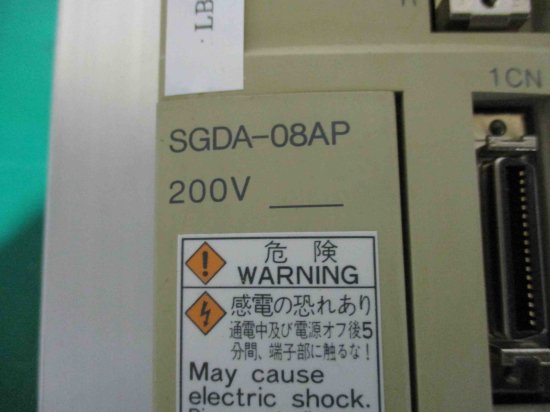 LB
1CN
SGDA-08AP
200V
危険
WARNING
感電の恐れあり
通電中及び電源オフ後5
分間、端子部に触るな!
May cause
electric shock.